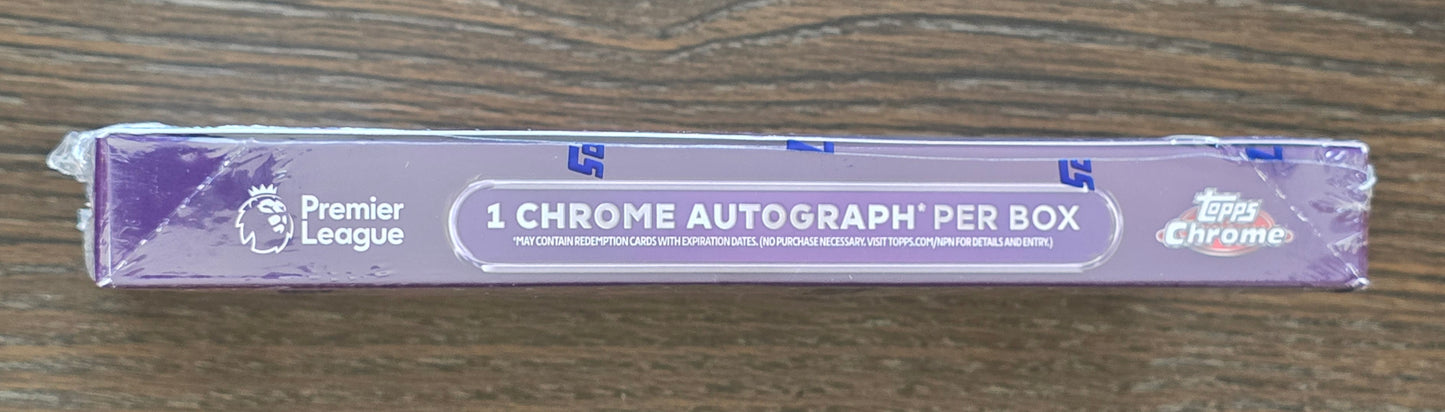 Premier
League
1 CHROME AUTOGRAPH* PER BOX
*MAY CONTAIN REDEMPTION CARDS WITH EXPIRATION DATES. (NO PURCHASE NECESSARY. VISIT TOPPS.COM/NPN FOR DETAILS AND ENTRY.)
Topps
Chrome